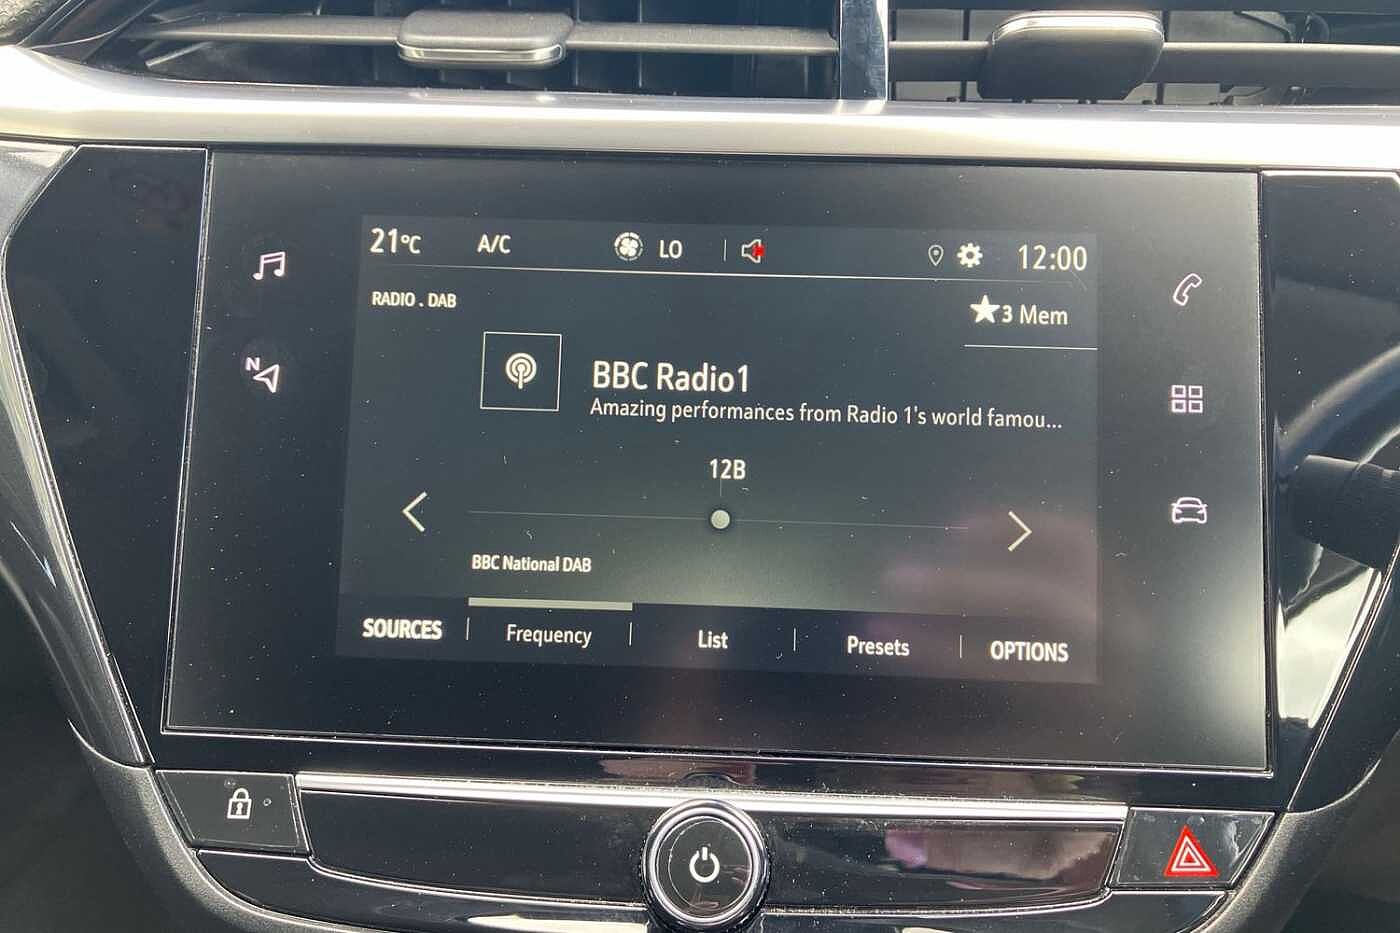 21°C A/C LO 12:00
RADIO . DAB
3 Mem
BBC Radio1
Amazing performances from Radio 1's world famou...
12B
BBC National DAB
SOURCES Frequency List Presets OPTIONS
N